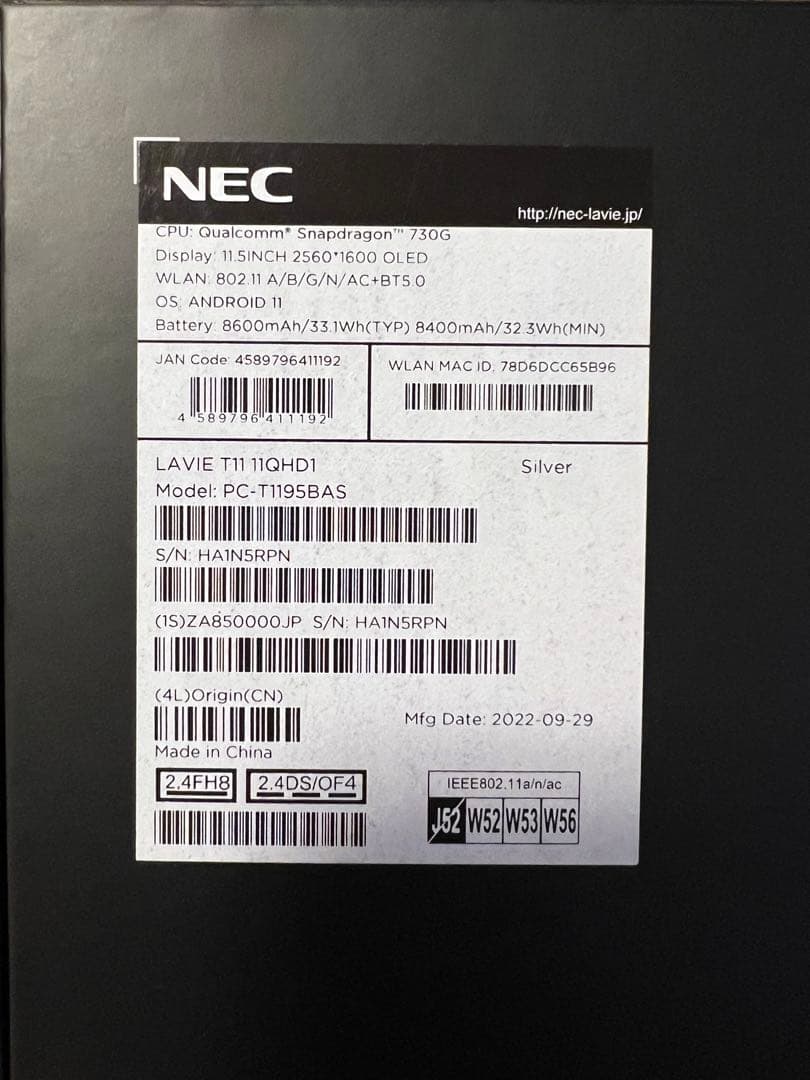 NEC
http://nec-lavie.jp/
CPU: Qualcomm® Snapdragon™ 730G
Display: 11.5INCH 2560*1600 OLED
WLAN: 802.11 A/B/G/N/AC+BT5.0
OS: ANDROID 11
Battery: 8600mAh/33.1Wh(TYP) 8400mAh/32.3Wh(MIN)
JAN Code: 4589796411192
4 589796 411192
WLAN MAC ID: 78D6DCC65B96
LAVIE T11 11QHD1 Silver
Model: PC-T1195BAS
S/N: HA1N5RPN
(1S)ZA850000JP S/N: HA1N5RPN
(4L)Origin(CN)
Mfg Date: 2022-09-29
Made in China
2.4FH8 2.4DS/OF4
IEEE802.11a/n/ac
J52 W52 W53 W56